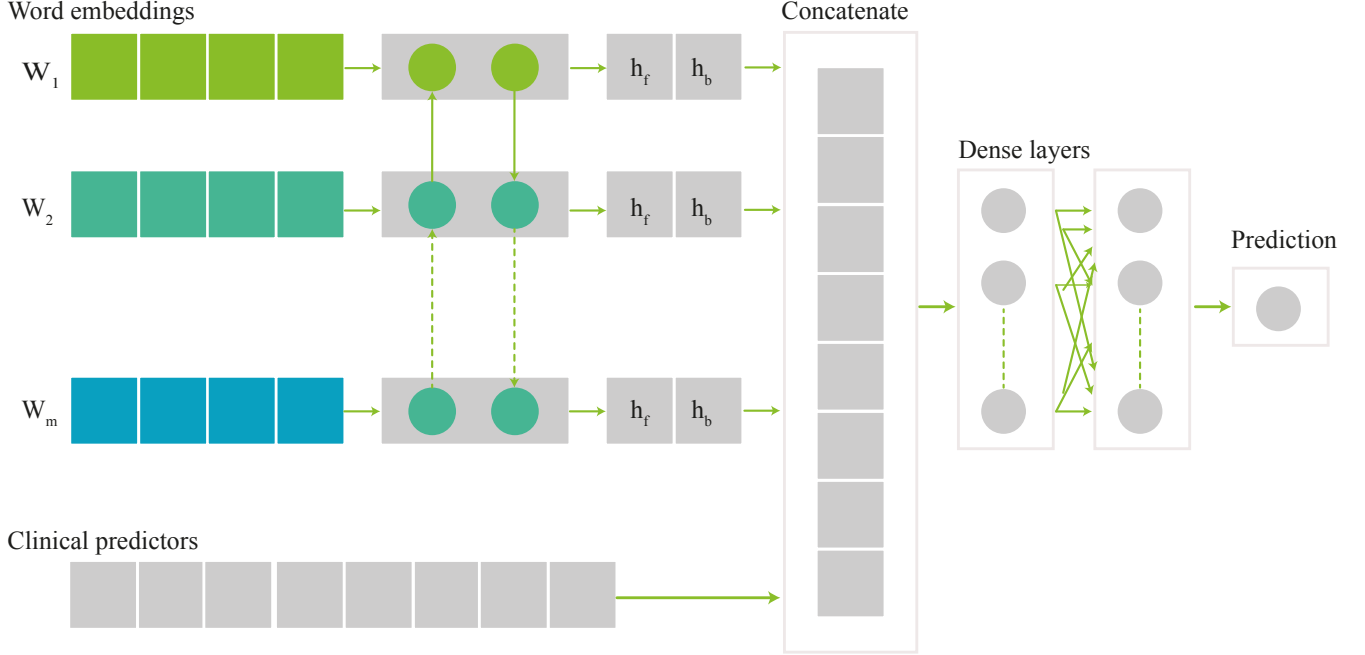 Word embeddings
Concatenate
W1
hf hb
W2
hf hb
Dense layers
Prediction
Wm
hf hb
Clinical predictors